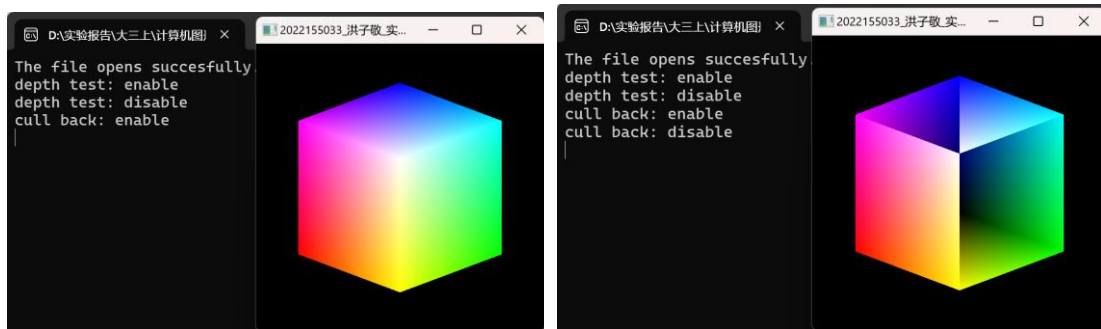 D:\实验报告\大三上\计算机图形
2022155033_洪子敬_实...
The file opens succesfully.
depth test: enable
depth test: disable
cull back: enable
D:\实验报告\大三上\计算机图形
2022155033_洪子敬_实...
The file opens succesfully.
depth test: enable
depth test: disable
cull back: enable
cull back: disable